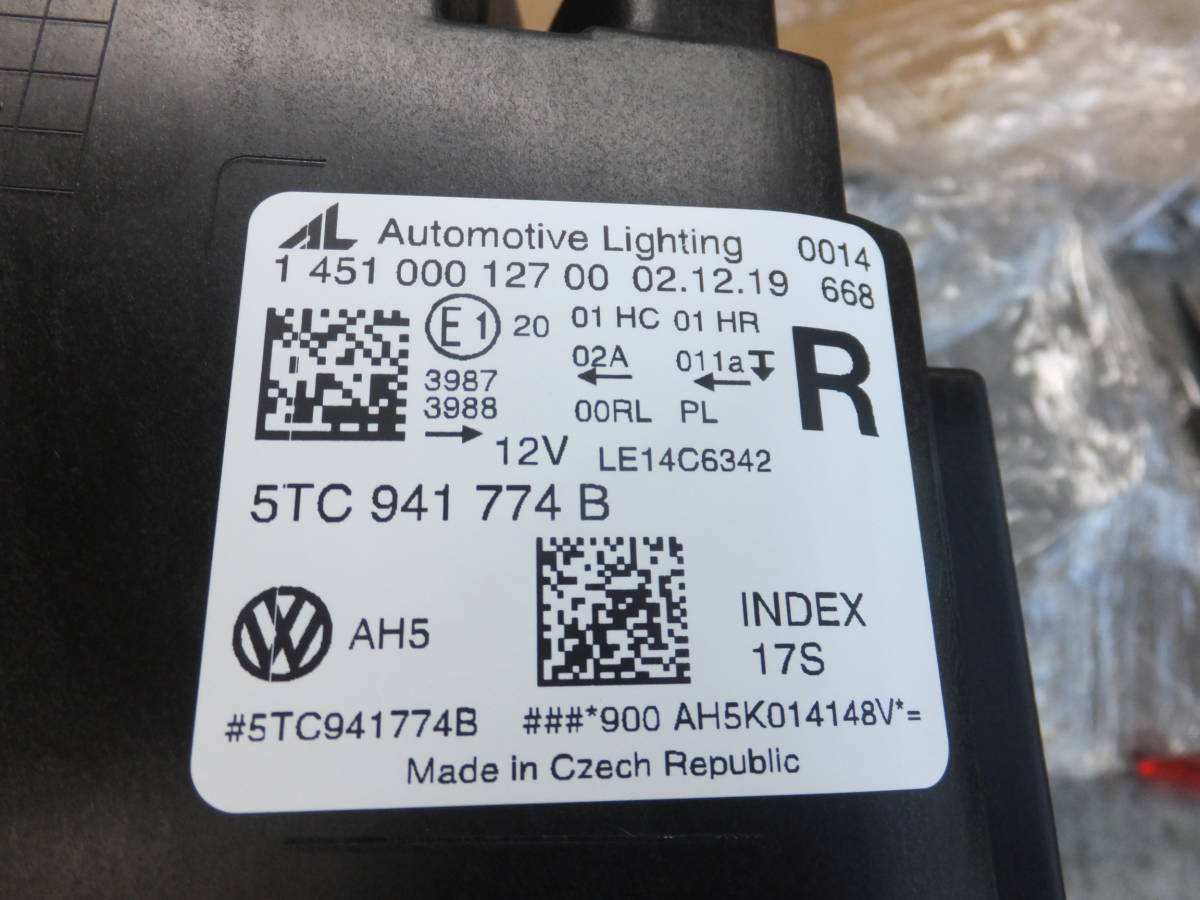 AL Automotive Lighting 0014
1 451 000 127 00 02.12.19 668
E1 20 01 HC 01 HR
02A 011a
3987
3988 00RL PL R
12V LE14C6342
5TC 941 774 B
VW AH5 INDEX
17S
#5TC941774B ###*900 AH5K014148V*=
Made in Czech Republic